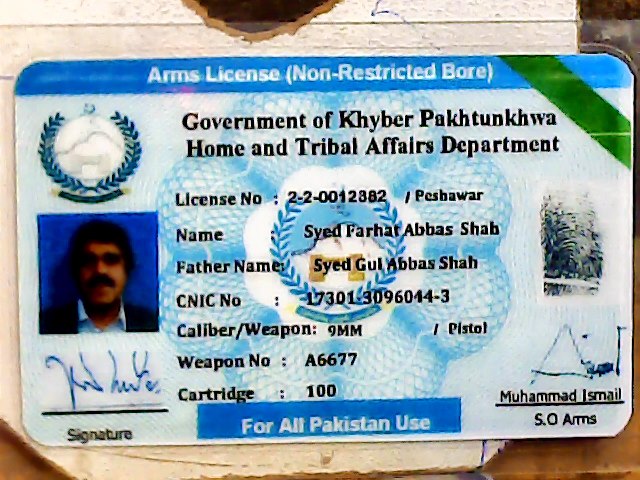 Arms License (Non-Restricted Bore)
Government of Khyber Pakhtunkhwa
Home and Tribal Affairs Department
License No : 2-2-0012382 / Peshawar
Name Syed Farhat Abbas Shah
Father Name: Syed Gul Abbas Shah
CNIC No : 17301-3096044-3
Caliber/Weapon: 9MM / Pistol
Weapon No : A6677
Cartridge : 100
Muhammad Ismail
S.O Arms
Signature
For All Pakistan Use